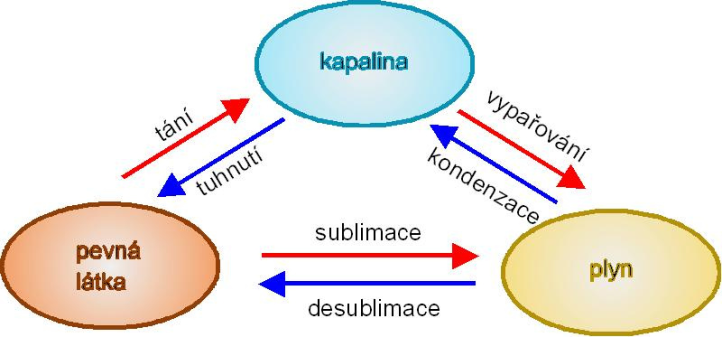 kapalina
tání
tuhnutí
vypařování
kondenzace
pevná
látka
sublimace
desublimace
plyn